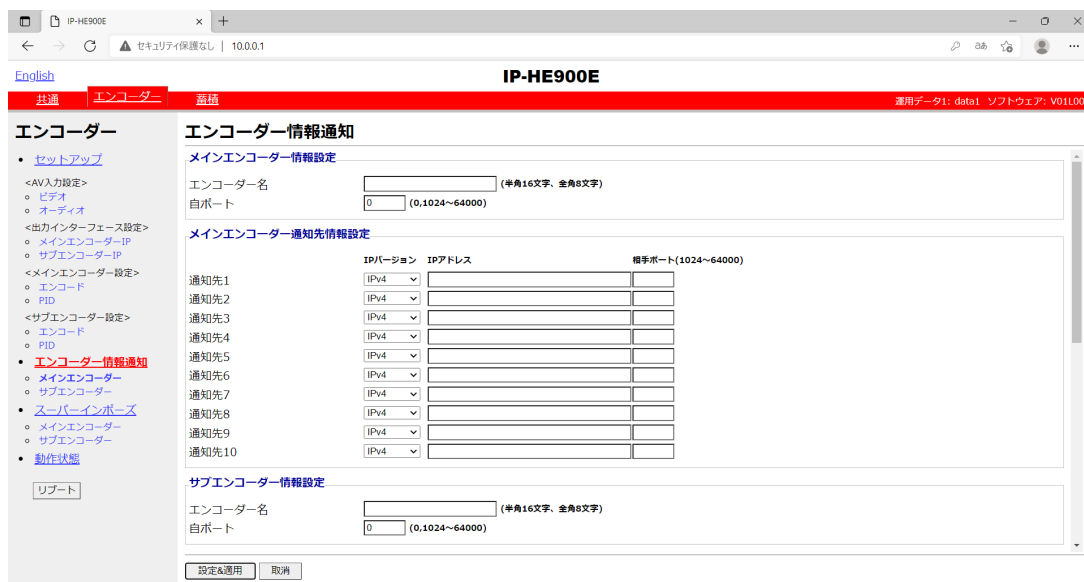 IP-HE900E
セキュリティ保護なし | 10.0.0.1
English
IP-HE900E
共通 エンコーダー 蓄積
運用データ1: data1 ソフトウェア: V01L00
エンコーダー
セットアップ
<AV入力設定>
ビデオ
オーディオ
<出力インターフェース設定>
メインエンコーダーIP
サブエンコーダーIP
<メインエンコーダー設定>
エンコード
PID
<サブエンコーダー設定>
エンコード
PID
エンコーダー情報通知
メインエンコーダー
サブエンコーダー
スーパーインポーズ
メインエンコーダー
サブエンコーダー
動作状態
リブート
エンコーダー情報通知
メインエンコーダー情報設定
エンコーダー名 (半角16文字、全角8文字)
自ポート 0 (0,1024～64000)
メインエンコーダー通知先情報設定
IPバージョン IPアドレス 相手ポート(1024～64000)
通知先1 IPv4
通知先2 IPv4
通知先3 IPv4
通知先4 IPv4
通知先5 IPv4
通知先6 IPv4
通知先7 IPv4
通知先8 IPv4
通知先9 IPv4
通知先10 IPv4
サブエンコーダー情報設定
エンコーダー名 (半角16文字、全角8文字)
自ポート 0 (0,1024～64000)
設定&適用 取消